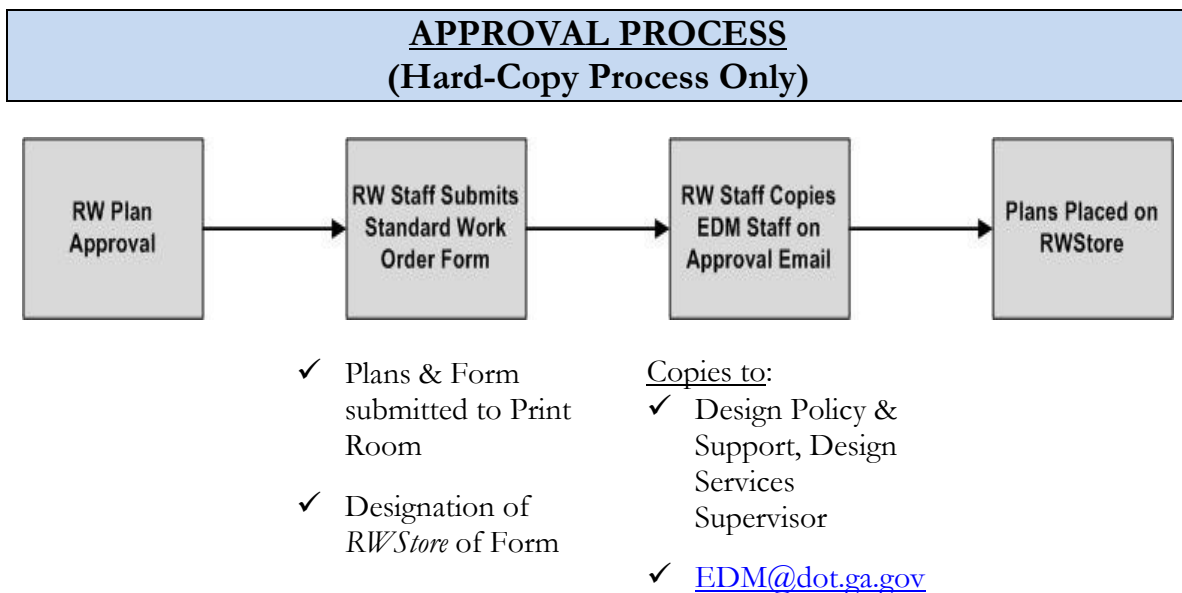 APPROVAL PROCESS
(Hard-Copy Process Only)
RW Plan
Approval
RW Staff Submits
Standard Work
Order Form
RW Staff Copies
EDM Staff on
Approval Email
Plans Placed on
RWStore
✓ Plans & Form
submitted to Print
Room
✓ Designation of
RWStore of Form
Copies to:
✓ Design Policy &
Support, Design
Services
Supervisor
✓ EDM@dot.ga.gov